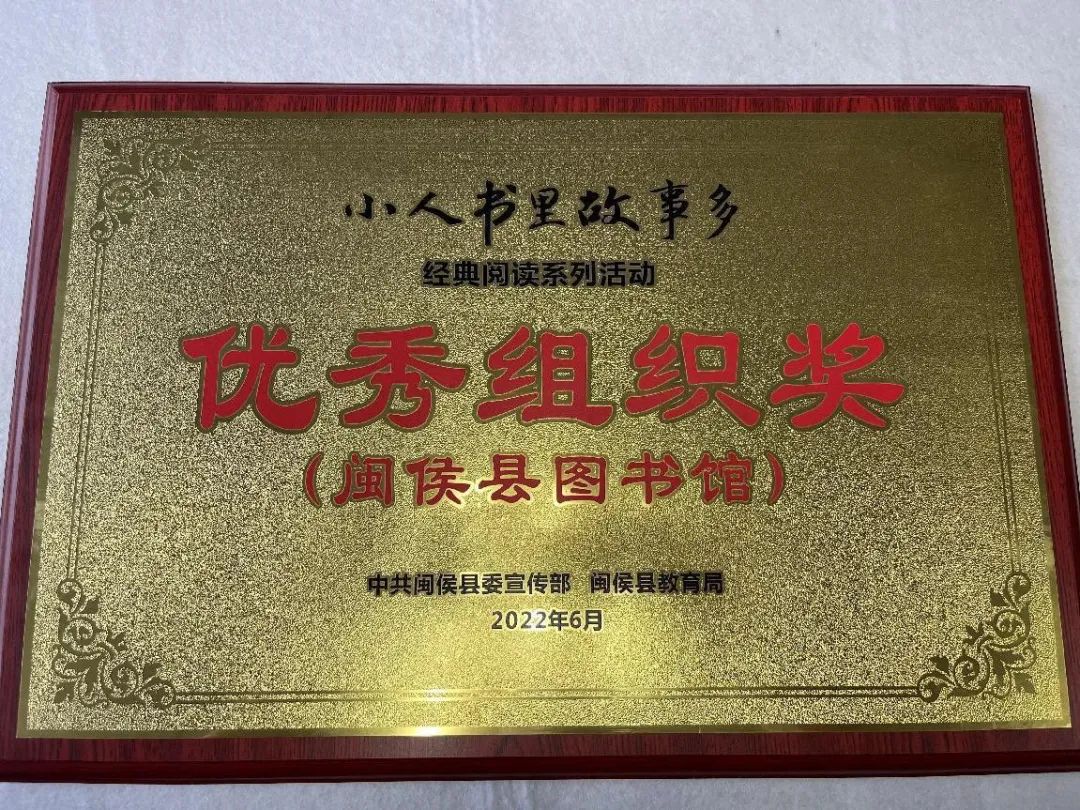 小人书里故事多
经典阅读系列活动
优秀组织奖
（闽侯县图书馆）
中共闽侯县委宣传部 闽侯县教育局
2022年6月